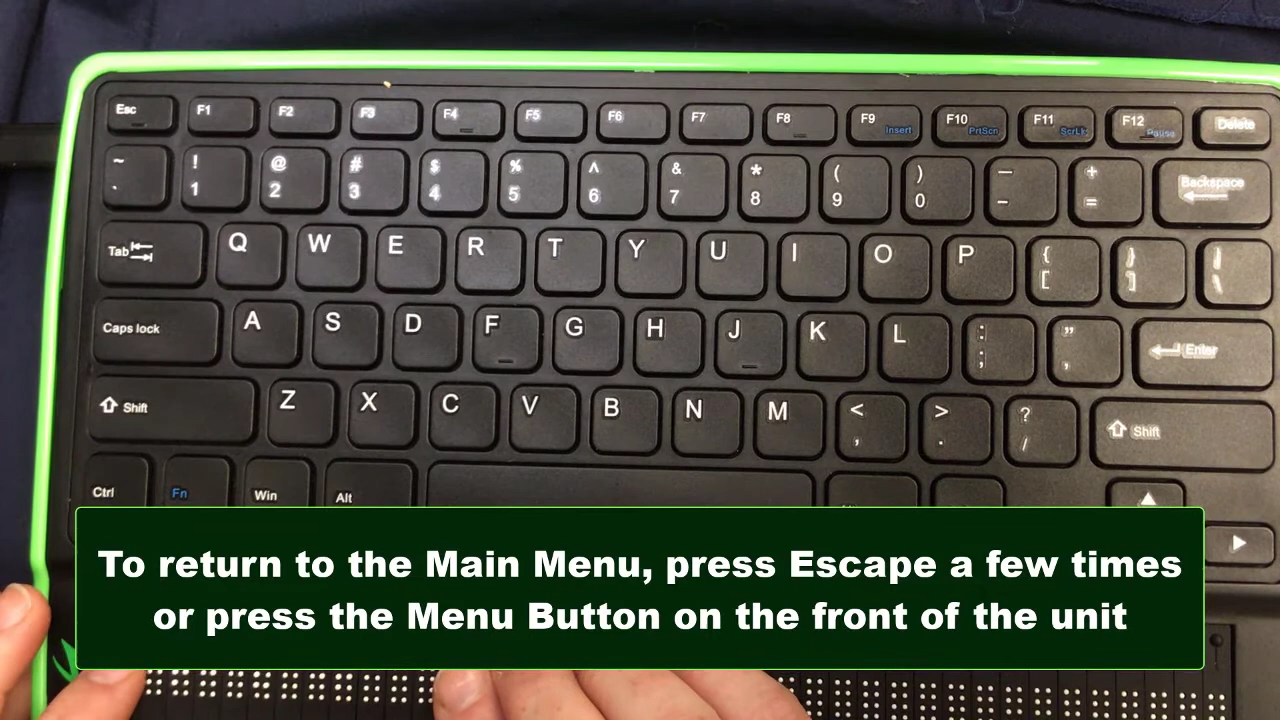 Esc F1 F2 F3 F4 F5 F6 F7 F8 F9 Insert F10 PrtScn F11 ScrLk F12 Pause Delete
~ ! @ # $ % ^ & * ( ) — +
` 1 2 3 4 5 6 7 8 9 0 – = Backspace
Tab Q W E R T Y U I O P { [ } ] | \
Caps lock A S D F G H J K L : ; " ' Enter
Shift Z X C V B N M < , > . ? / Shift
Ctrl Fn Win Alt
To return to the Main Menu, press Escape a few times
or press the Menu Button on the front of the unit